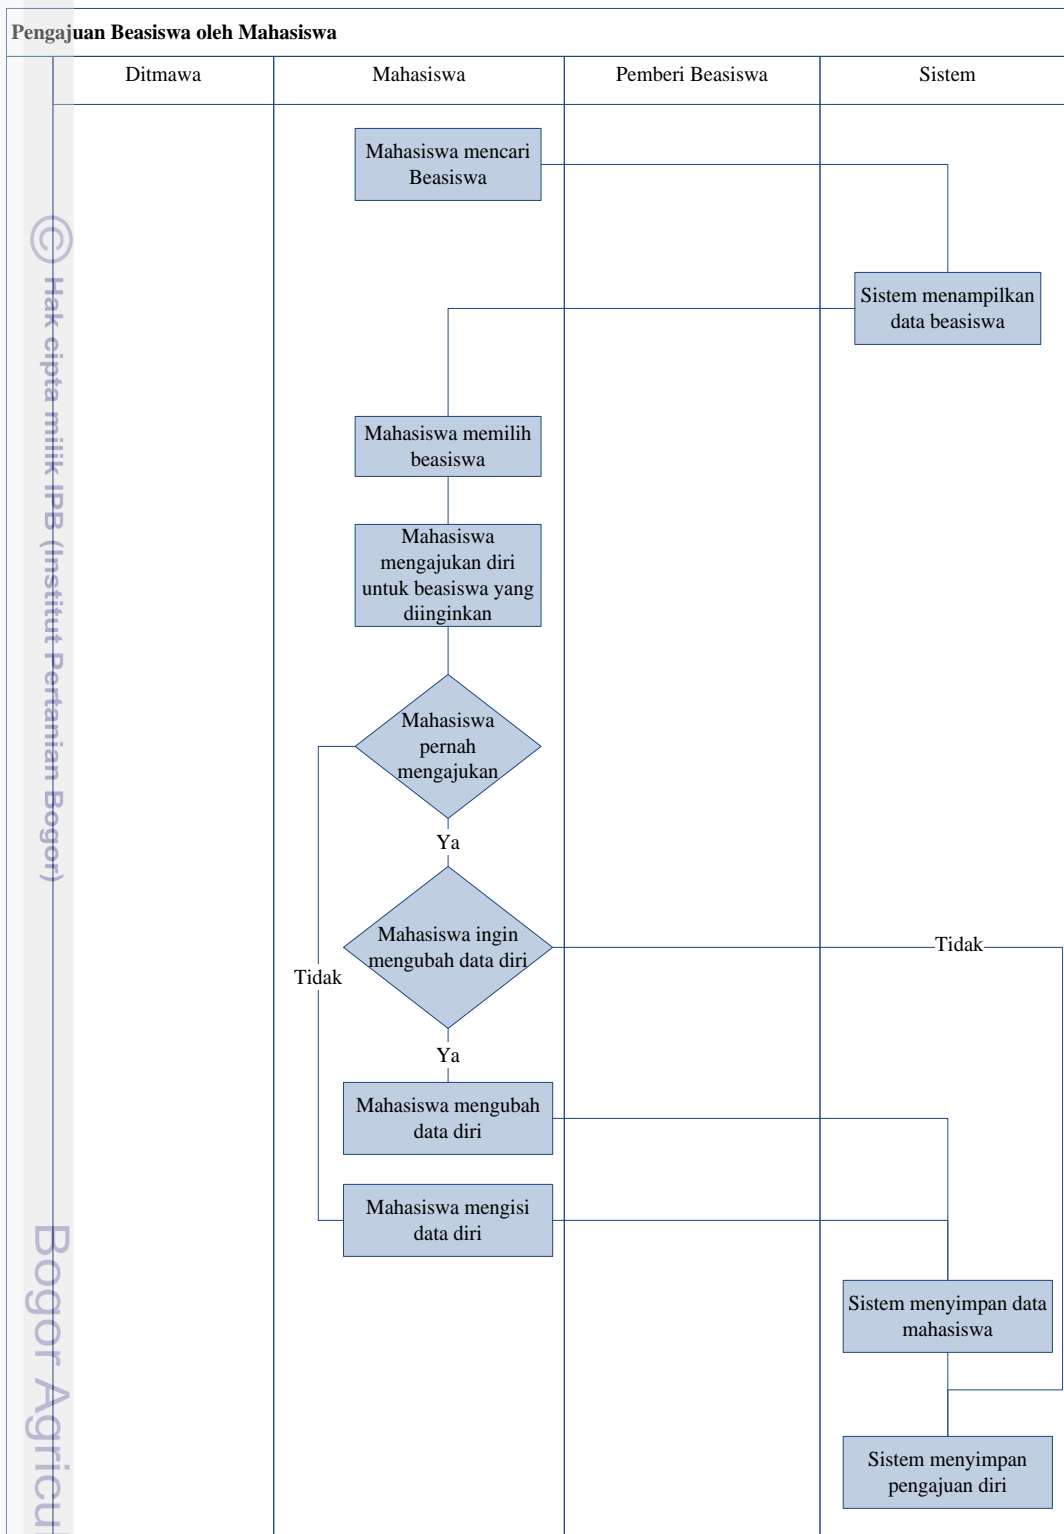 Pengajuan Beasiswa oleh Mahasiswa
Ditmawa
Mahasiswa
Pemberi Beasiswa
Sistem
Mahasiswa mencari
Beasiswa
Sistem menampilkan
data beasiswa
Mahasiswa memilih
beasiswa
Mahasiswa
mengajukan diri
untuk beasiswa yang
diinginkan
Mahasiswa
pernah
mengajukan
Ya
Mahasiswa ingin
mengubah data diri
Tidak
Tidak
Ya
Mahasiswa mengubah
data diri
Mahasiswa mengisi
data diri
Sistem menyimpan data
mahasiswa
Sistem menyimpan
pengajuan diri
© Hak cipta milik IPB (Institut Pertanian Bogor)
Bogor Agricu